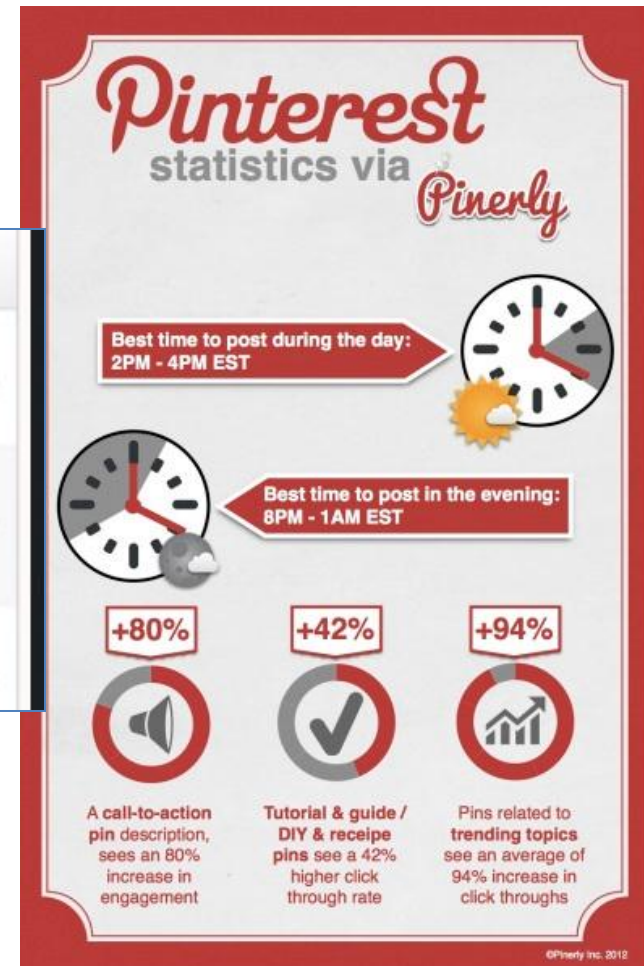 Pinterest
statistics via
Pinerly
Best time to post during the day:
2PM - 4PM EST
Best time to post in the evening:
8PM - 1AM EST
+80%
+42%
+94%
A call-to-action
pin description,
sees an 80%
increase in
engagement
Tutorial & guide /
DIY & receipe
pins see a 42%
higher click
through rate
Pins related to
trending topics
see an average of
94% increase in
click throughs
©Pinerly Inc. 2012